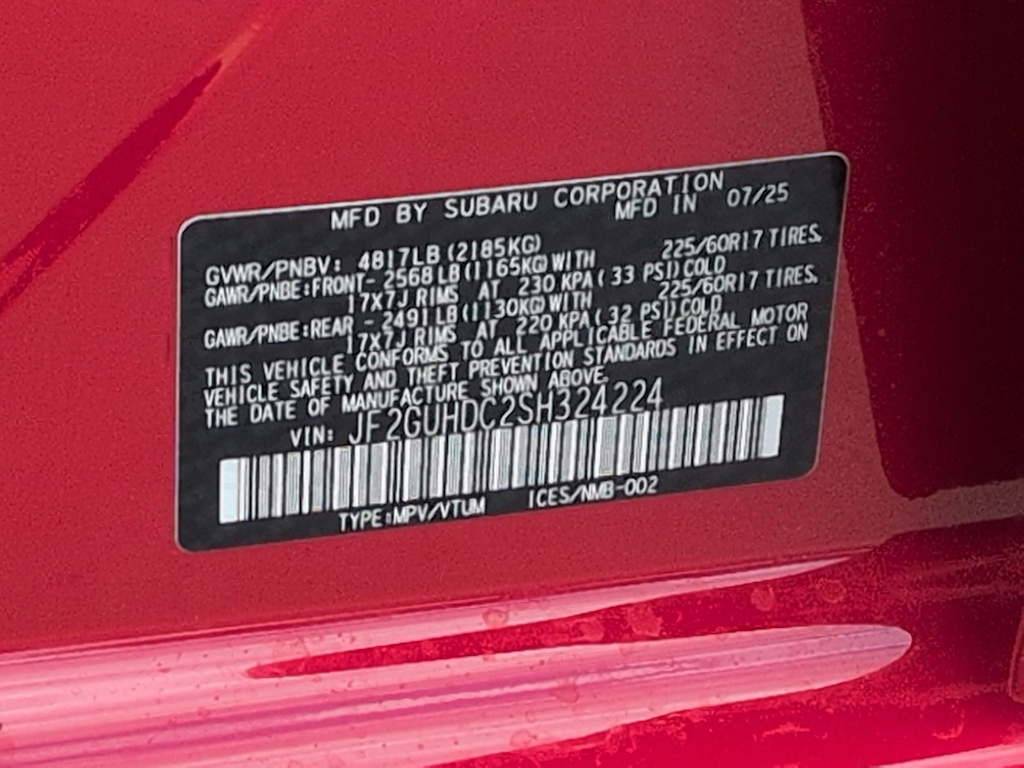 MFD BY SUBARU CORPORATION
MFD IN 07/25
GVWR/PNBV: 4817LB (2185KG)
GAWR/PNBE:FRONT- 2568LB(1165KG)WITH 225/60R17 TIRES,
17X7J RIMS AT 230 KPA( 33 PSI)COLD
GAWR/PNBE:REAR - 2491LB(1130KG)WITH 225/60R17 TIRES,
17X7J RIMS AT 220 KPA( 32 PSI)COLD
THIS VEHICLE CONFORMS TO ALL APPLICABLE FEDERAL MOTOR
VEHICLE SAFETY AND THEFT PREVENTION STANDARDS IN EFFECT ON
THE DATE OF MANUFACTURE SHOWN ABOVE.
VIN: JF2GUHDC2SH324224
TYPE:MPV/VTUM ICES/NMB-002